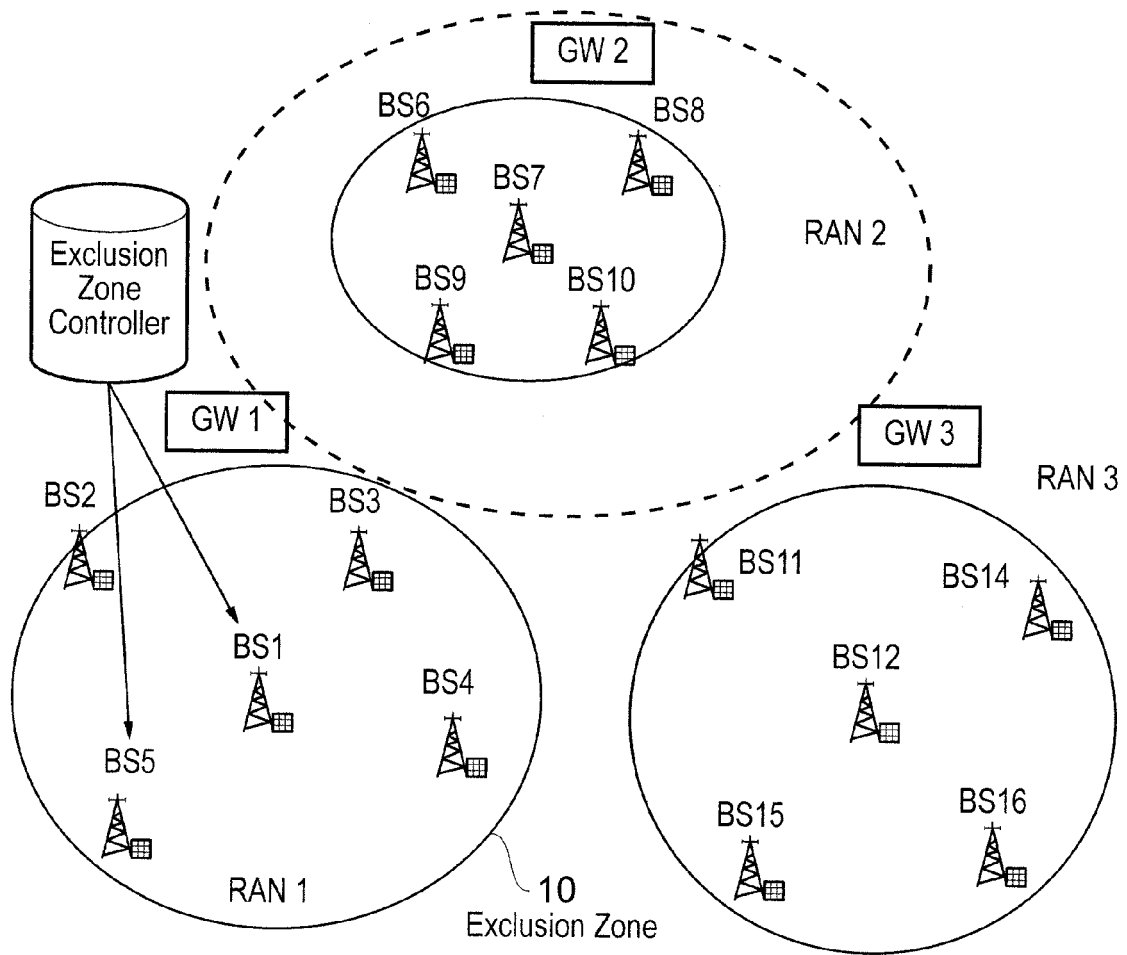 GW 2
BS6
BS8
BS7
RAN 2
Exclusion
Zone
Controller
BS9
BS10
GW 1
GW 3
RAN 3
BS2
BS3
BS11
BS14
BS1
BS12
BS4
BS5
BS15
BS16
RAN 1
10
Exclusion Zone